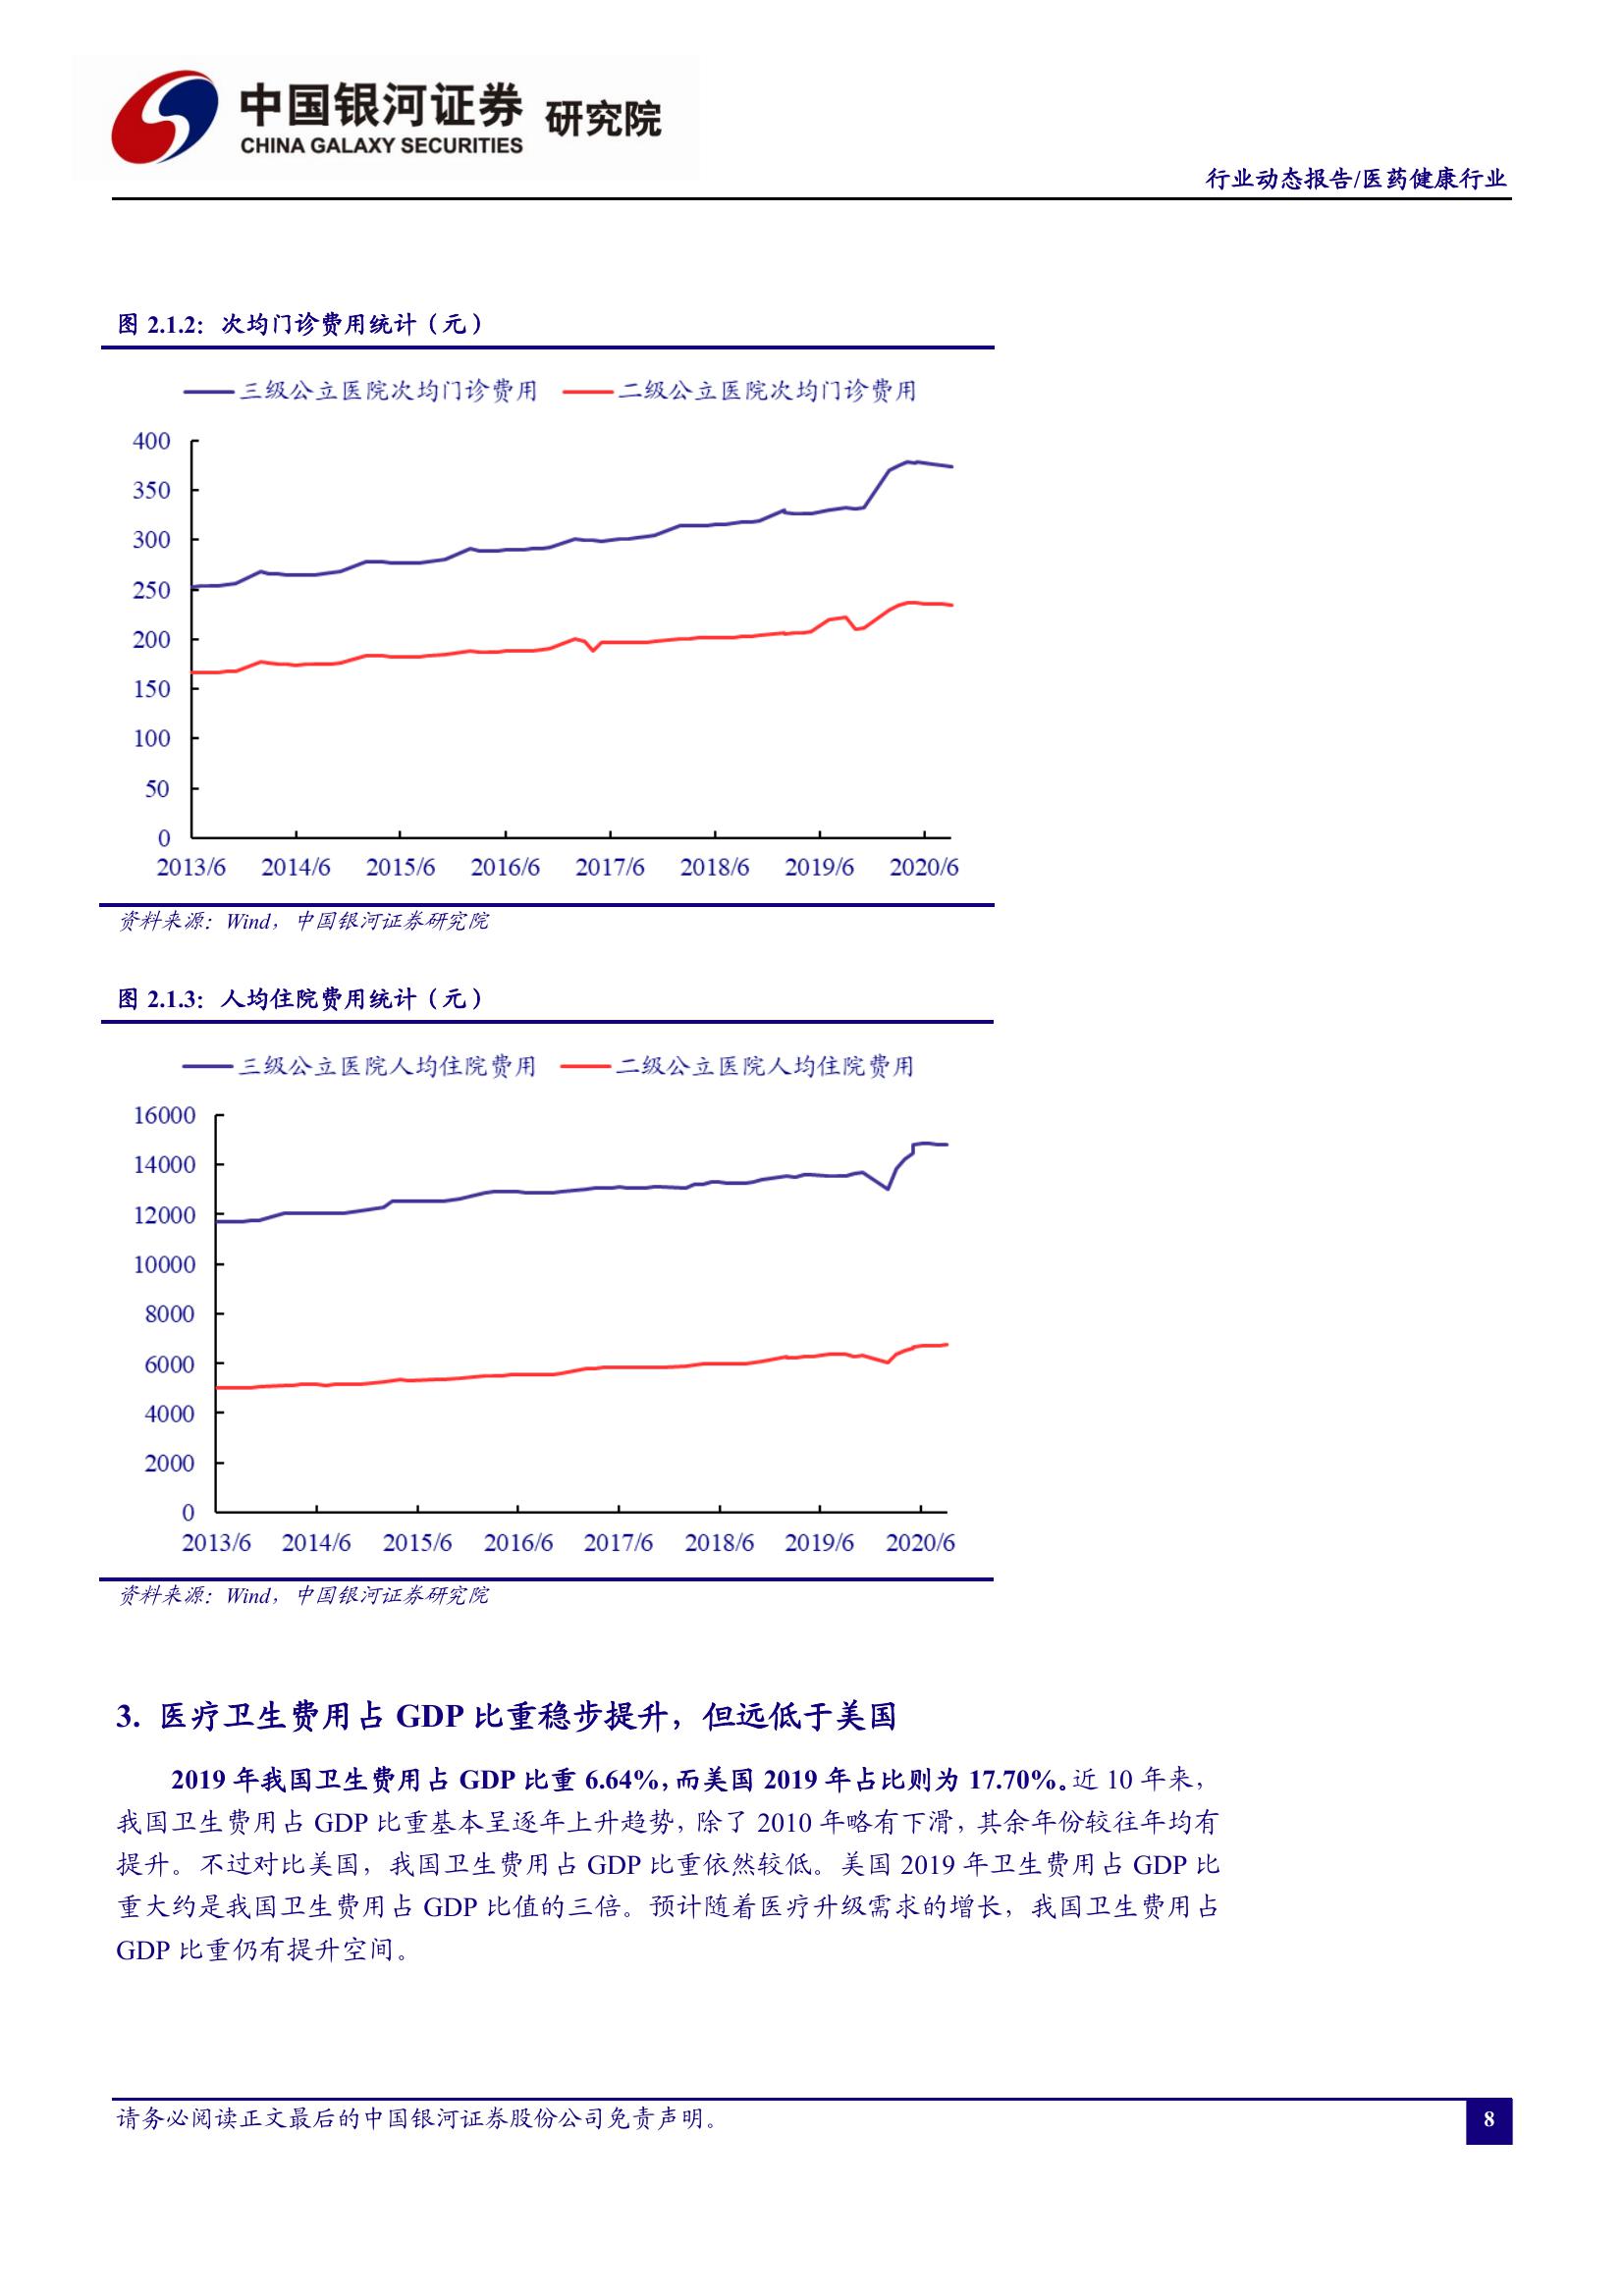 中国银河证券 研究院
CHINA GALAXY SECURITIES
行业动态报告/医药健康行业
图 2.1.2：次均门诊费用统计（元）
三级公立医院次均门诊费用 二级公立医院次均门诊费用
400
350
300
250
200
150
100
50
0
2013/6 2014/6 2015/6 2016/6 2017/6 2018/6 2019/6 2020/6
资料来源：Wind，中国银河证券研究院
图 2.1.3：人均住院费用统计（元）
三级公立医院人均住院费用 二级公立医院人均住院费用
16000
14000
12000
10000
8000
6000
4000
2000
0
2013/6 2014/6 2015/6 2016/6 2017/6 2018/6 2019/6 2020/6
资料来源：Wind，中国银河证券研究院
3. 医疗卫生费用占 GDP 比重稳步提升，但远低于美国
2019 年我国卫生费用占 GDP 比重 6.64%，而美国 2019 年占比则为 17.70%。近 10 年来，
我国卫生费用占 GDP 比重基本呈逐年上升趋势，除了 2010 年略有下滑，其余年份较往年均有
提升。不过对比美国，我国卫生费用占 GDP 比重依然较低。美国 2019 年卫生费用占 GDP 比
重大约是我国卫生费用占 GDP 比值的三倍。预计随着医疗升级需求的增长，我国卫生费用占
GDP 比重仍有提升空间。
请务必阅读正文最后的中国银河证券股份公司免责声明。
8